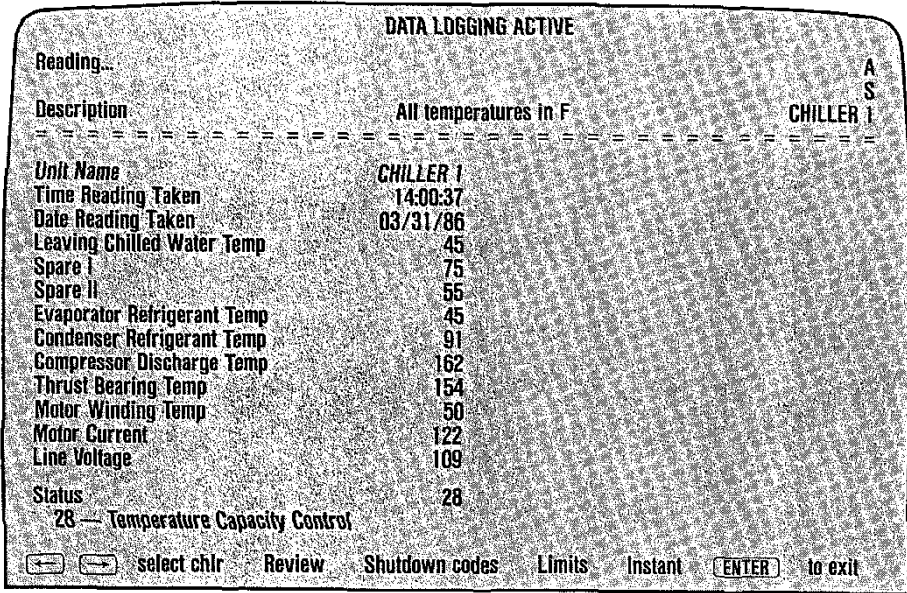 DATA LOGGING ACTIVE
Reading...
A
S
Description All temperatures in F CHILLER 1
= = = = = = = = = = = = = = = = = = = = = = = = = = = = = = = = = = =
Unit Name CHILLER 1
Time Reading Taken 14:00:37
Date Reading Taken 03/31/86
Leaving Chilled Water Temp 45
Spare I 75
Spare II 55
Evaporator Refrigerant Temp 45
Condenser Refrigerant Temp 91
Compressor Discharge Temp 162
Thrust Bearing Temp 154
Motor Winding Temp 50
Motor Current 122
Line Voltage 109
Status 28
28 — Temperature Capacity Control
← → select chlr Review Shutdown codes Limits Instant ENTER to exit